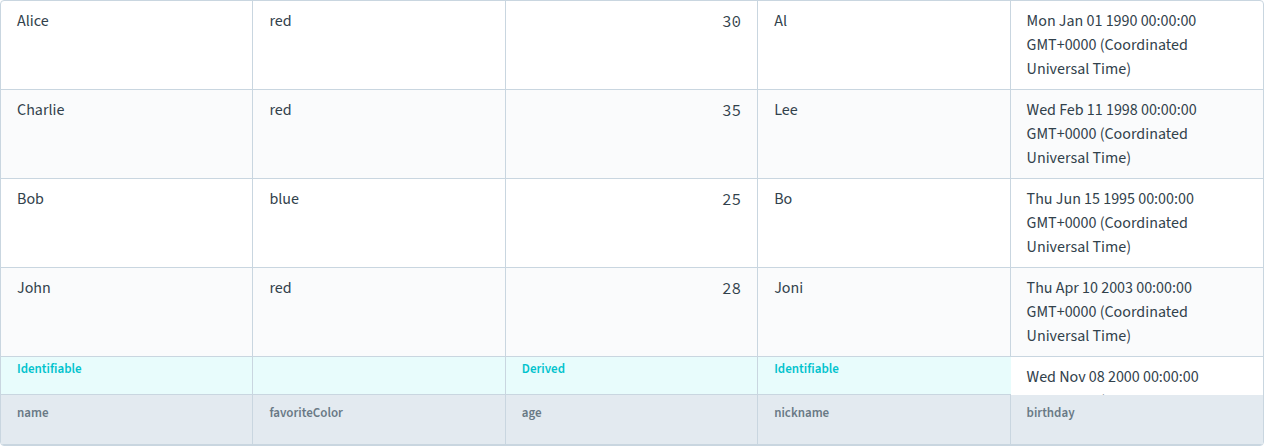 Alice red 30 Al Mon Jan 01 1990 00:00:00
GMT+0000 (Coordinated
Universal Time)
Charlie red 35 Lee Wed Feb 11 1998 00:00:00
GMT+0000 (Coordinated
Universal Time)
Bob blue 25 Bo Thu Jun 15 1995 00:00:00
GMT+0000 (Coordinated
Universal Time)
John red 28 Joni Thu Apr 10 2003 00:00:00
GMT+0000 (Coordinated
Universal Time)
Identifiable Derived Identifiable
Wed Nov 08 2000 00:00:00
name favoriteColor age nickname birthday